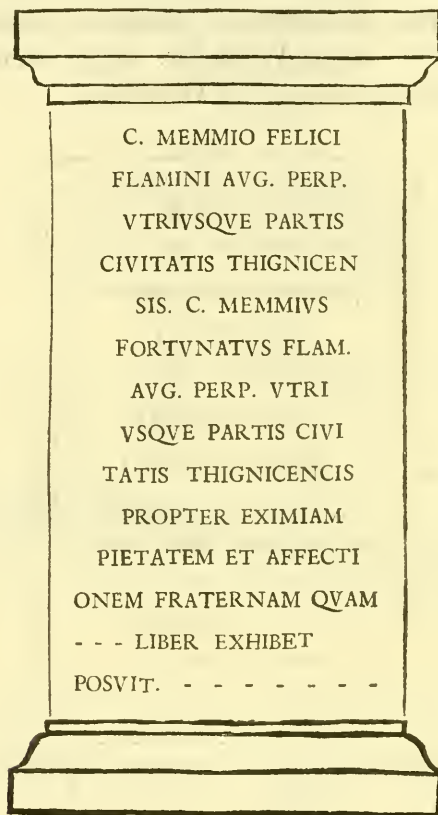 C. MEMMIO FELICI
FLAMINI AVG. PERP.
VTRIVSQVE PARTIS
CIVITATIS THIGNICEN
SIS. C. MEMMIVS
FORTVNATVS FLAM.
AVG. PERP. VTRI
VSQVE PARTIS CIVI
TATIS THIGNICENCIS
PROPTER EXIMIAM
PIETATEM ET AFFECTI
ONEM FRATERNAM QVAM
- - - LIBER EXHIBET
POSVIT. - - - - - - -